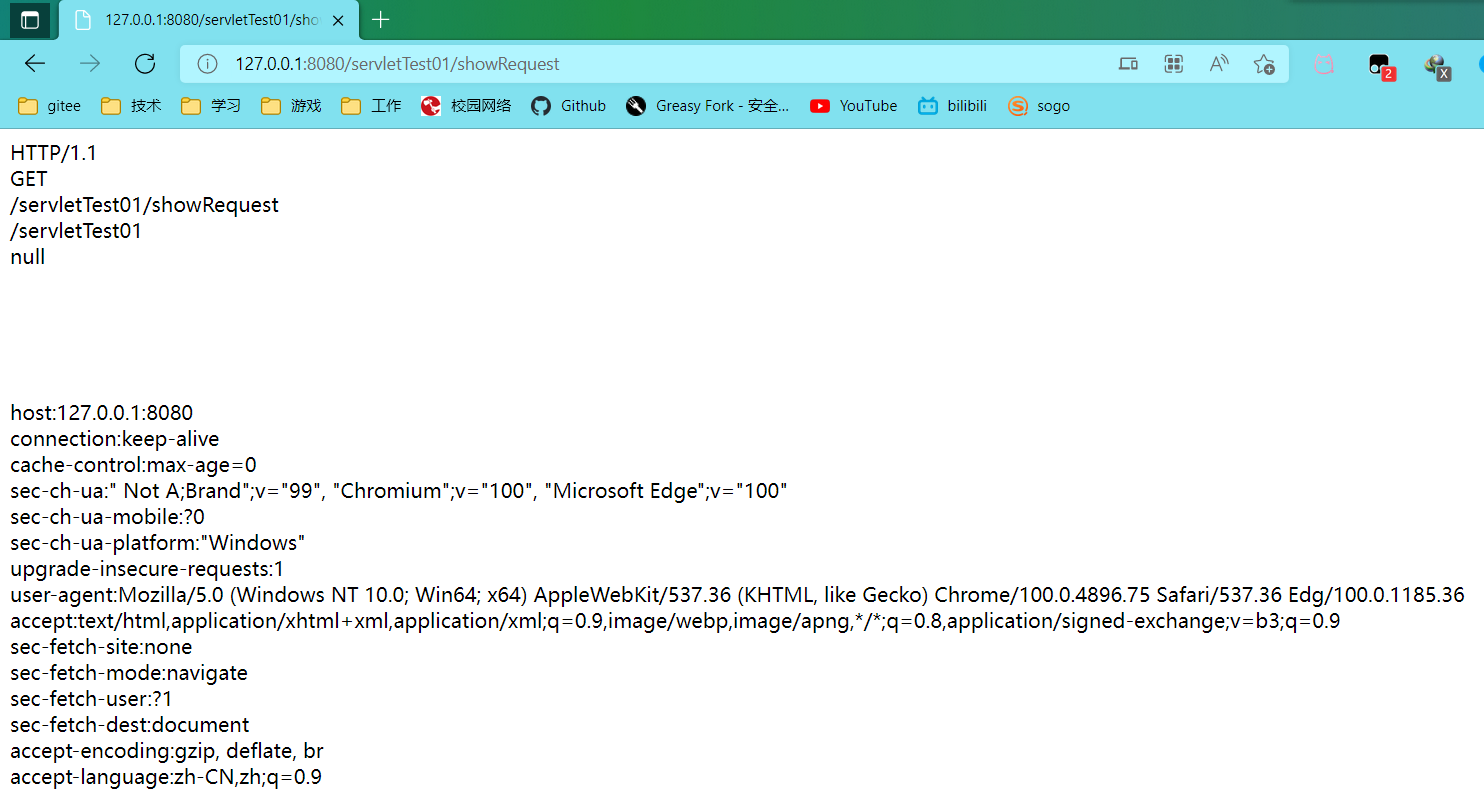 127.0.0.1:8080/servletTest01/sho
127.0.0.1:8080/servletTest01/showRequest
2
X
gitee 技术 学习 游戏 工作 校园网络 Github Greasy Fork - 安全... YouTube bilibili sogo
HTTP/1.1
GET
/servletTest01/showRequest
/servletTest01
null
host:127.0.0.1:8080
connection:keep-alive
cache-control:max-age=0
sec-ch-ua:" Not A;Brand";v="99", "Chromium";v="100", "Microsoft Edge";v="100"
sec-ch-ua-mobile:?0
sec-ch-ua-platform:"Windows"
upgrade-insecure-requests:1
user-agent:Mozilla/5.0 (Windows NT 10.0; Win64; x64) AppleWebKit/537.36 (KHTML, like Gecko) Chrome/100.0.4896.75 Safari/537.36 Edg/100.0.1185.36
accept:text/html,application/xhtml+xml,application/xml;q=0.9,image/webp,image/apng,*/*;q=0.8,application/signed-exchange;v=b3;q=0.9
sec-fetch-site:none
sec-fetch-mode:navigate
sec-fetch-user:?1
sec-fetch-dest:document
accept-encoding:gzip, deflate, br
accept-language:zh-CN,zh;q=0.9